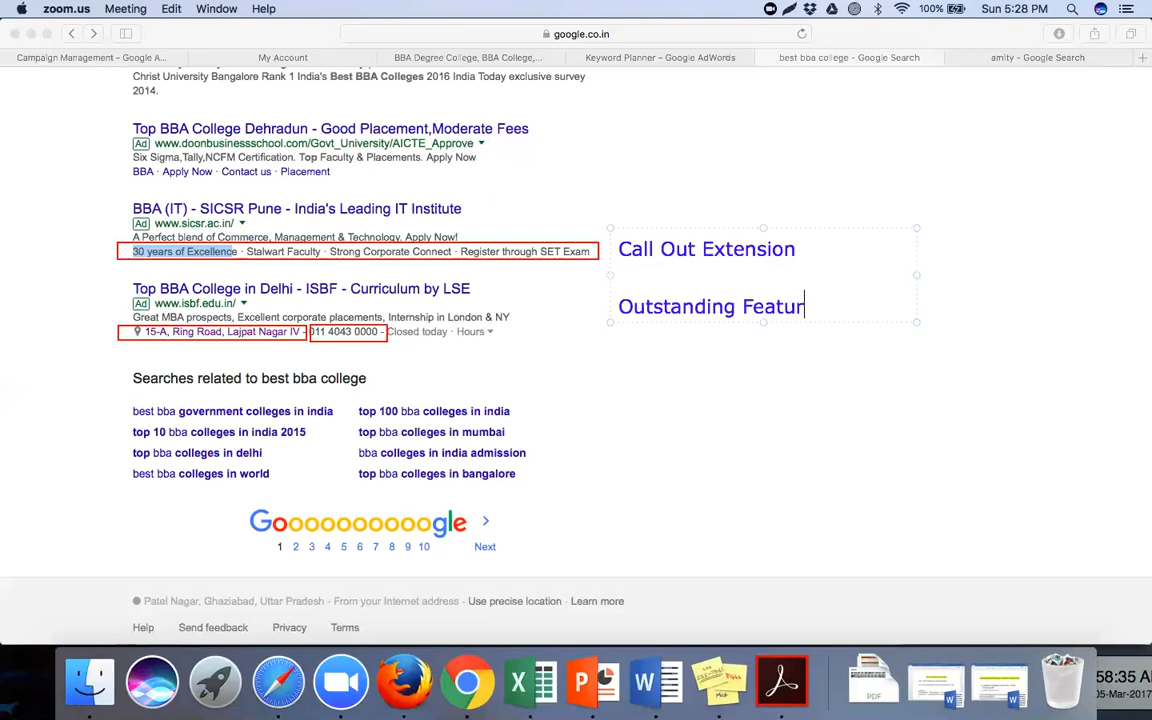 zoom.us Meeting Edit Window Help 100% Sun 5:28 PM
google.co.in
Campaign Management – Google A... My Account BBA Degree College, BBA College,... Keyword Planner – Google AdWords best bba college - Google Search amity - Google Search
Christ University Bangalore Rank 1 India's Best BBA Colleges 2016 India Today exclusive survey
2014.
Top BBA College Dehradun - Good Placement,Moderate Fees
Ad www.doonbusinessschool.com/Govt_University/AICTE_Approve
Six Sigma,Tally,NCFM Certification. Top Faculty & Placements. Apply Now
BBA · Apply Now · Contact us · Placement
BBA (IT) - SICSR Pune - India's Leading IT Institute
Ad www.sicsr.ac.in/
A Perfect blend of Commerce, Management & Technology. Apply Now!
30 years of Excellence · Stalwart Faculty · Strong Corporate Connect · Register through SET Exam
Call Out Extension
Outstanding Featur
Top BBA College in Delhi - ISBF - Curriculum by LSE
Ad www.isbf.edu.in/
Great MBA prospects, Excellent corporate placements, Internship in London & NY
15-A, Ring Road, Lajpat Nagar IV - 011 4043 0000 - Closed today · Hours
Searches related to best bba college
best bba government colleges in india top 100 bba colleges in india
top 10 bba colleges in india 2015 top bba colleges in mumbai
top bba colleges in delhi bba colleges in india admission
best bba colleges in world top bba colleges in bangalore
Goooooooooogle
1 2 3 4 5 6 7 8 9 10 Next
Patel Nagar, Ghaziabad, Uttar Pradesh - From your Internet address - Use precise location - Learn more
Help Send feedback Privacy Terms
PDF
58:35 A
05-Mar-2017